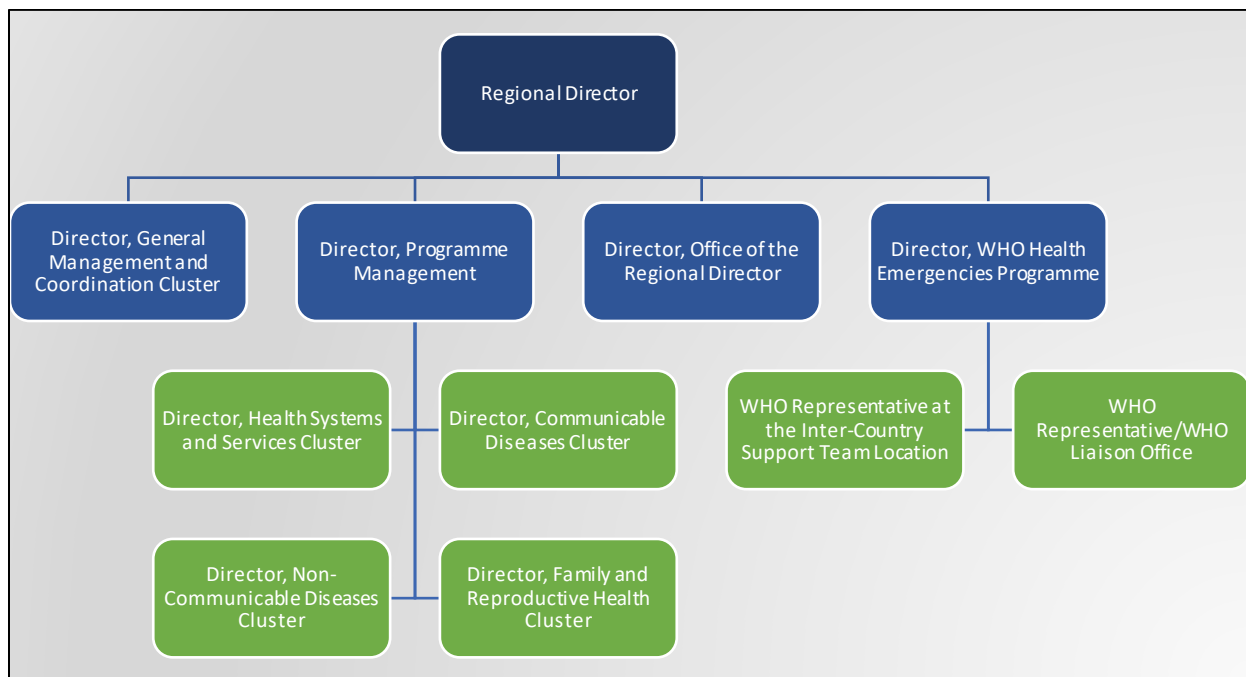 Regional Director
Director, General
Management and
Coordination Cluster
Director, Programme
Management
Director, Office of the
Regional Director
Director, WHO Health
Emergencies Programme
Director, Health Systems
and Services Cluster
Director, Communicable
Diseases Cluster
WHO Representative at
the Inter-Country
Support Team Location
WHO
Representative/WHO
Liaison Office
Director, Non-
Communicable Diseases
Cluster
Director, Family and
Reproductive Health
Cluster